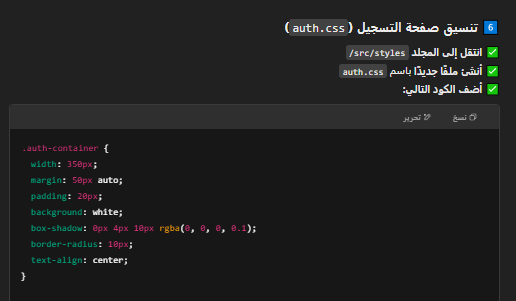 6 تنسيق صفحة التسجيل (auth.css)
✅ انتقل إلى المجلد src/styles/
✅ أنشئ ملفًا جديدًا باسم auth.css
✅ أضف الكود التالي:
نسخ تحرير
.auth-container {
  width: 350px;
  margin: 50px auto;
  padding: 20px;
  background: white;
  box-shadow: 0px 4px 10px rgba(0, 0, 0, 0.1);
  border-radius: 10px;
  text-align: center;
}